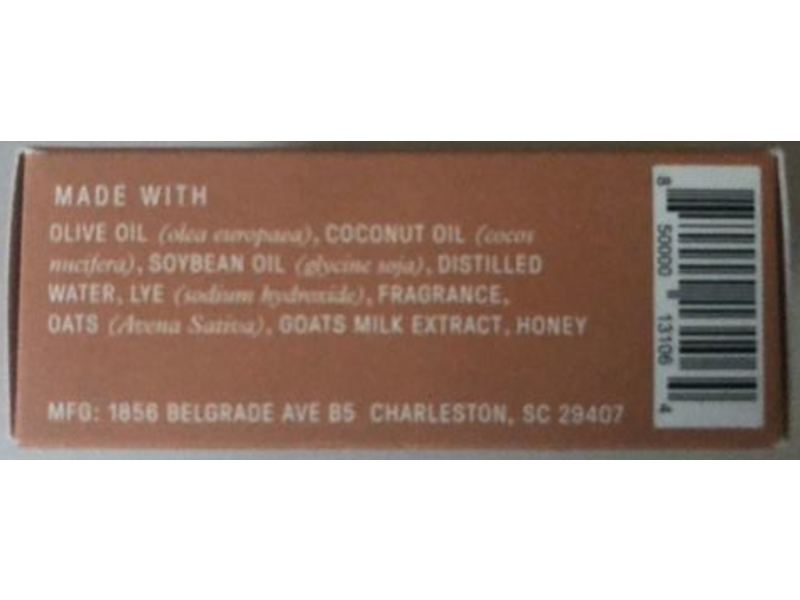 MADE WITH
OLIVE OIL (olea europaea), COCONUT OIL (cocos
nucifera), SOYBEAN OIL (glycine soja), DISTILLED
WATER, LYE (sodium hydroxide), FRAGRANCE,
OATS (Avena Sativa), GOATS MILK EXTRACT, HONEY
MFG: 1856 BELGRADE AVE B5 CHARLESTON, SC 29407
8 50000 13106 4